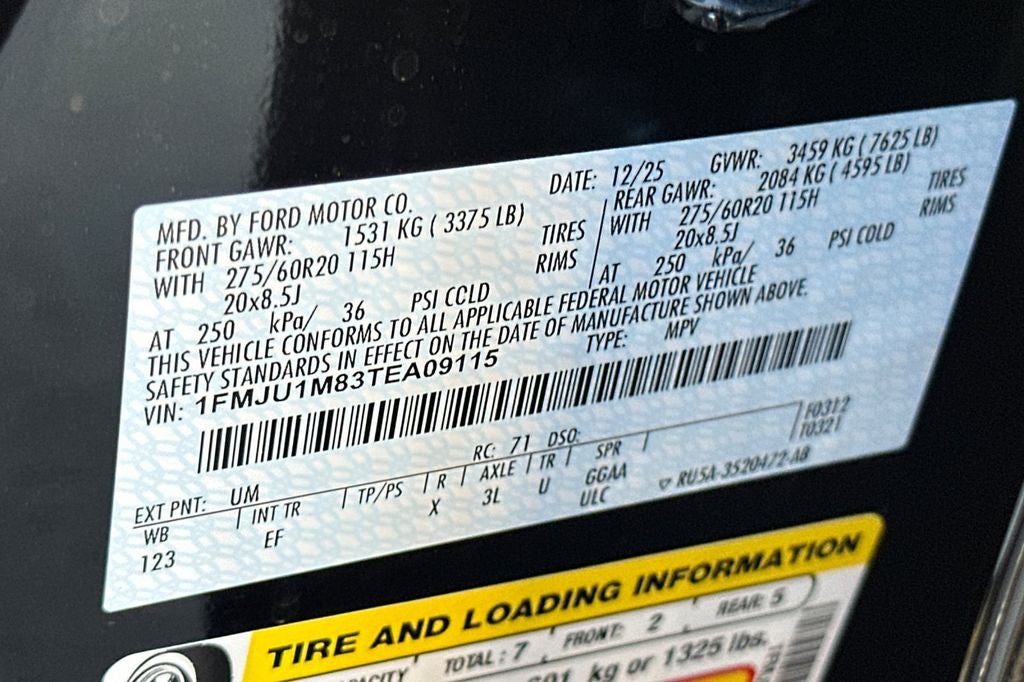 MFD. BY FORD MOTOR CO.
DATE: 12/25 GVWR: 3459 KG ( 7625 LB)
FRONT GAWR: 1531 KG ( 3375 LB)
REAR GAWR: 2084 KG ( 4595 LB)
WITH 275/60R20 115H TIRES
WITH 275/60R20 115H TIRES
20x8.5J RIMS
20x8.5J RIMS
AT 250 kPa/ 36 PSI COLD
AT 250 kPa/ 36 PSI COLD
THIS VEHICLE CONFORMS TO ALL APPLICABLE FEDERAL MOTOR VEHICLE
SAFETY STANDARDS IN EFFECT ON THE DATE OF MANUFACTURE SHOWN ABOVE.
VIN: 1FMJU1M83TEA09115 TYPE: MPV
F0312
T0321
EXT PNT: UM RC: 71 DSO:
WB INT TR TP/PS R AXLE TR SPR
123 EF X 3L U GGAA
ULC
RU5A-3520472-AB
TIRE AND LOADING INFORMATION
TOTAL : 7 FRONT: 2 REAR: 5
kg or 1325 lbs.